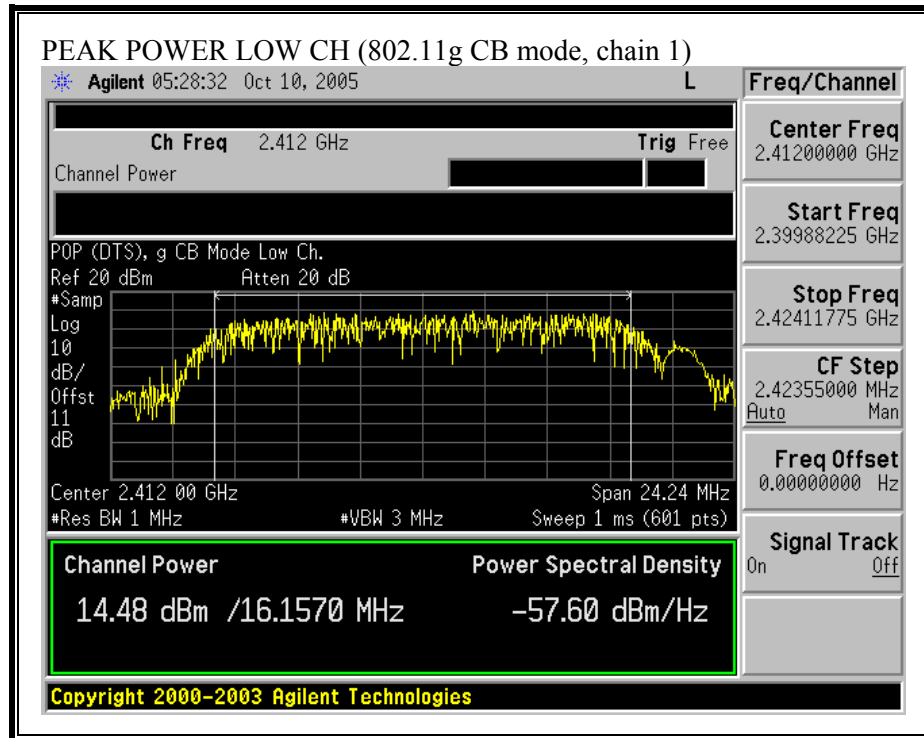 PEAK POWER LOW CH (802.11g CB mode, chain 1)
Agilent 05:28:32 Oct 10, 2005 L
Freq/Channel
Ch Freq 2.412 GHz Trig Free
Channel Power
Center Freq
2.41200000 GHz
Start Freq
2.39988225 GHz
Stop Freq
2.42411775 GHz
CF Step
2.42355000 MHz
Auto Man
Freq Offset
0.00000000 Hz
Signal Track
On Off
POP (DTS), g CB Mode Low Ch.
Ref 20 dBm Atten 20 dB
#Samp
Log
10
dB/
Offst
11
dB
Center 2.412 00 GHz Span 24.24 MHz
#Res BW 1 MHz #VBW 3 MHz Sweep 1 ms (601 pts)
Channel Power Power Spectral Density
14.48 dBm /16.1570 MHz -57.60 dBm/Hz
Copyright 2000-2003 Agilent Technologies